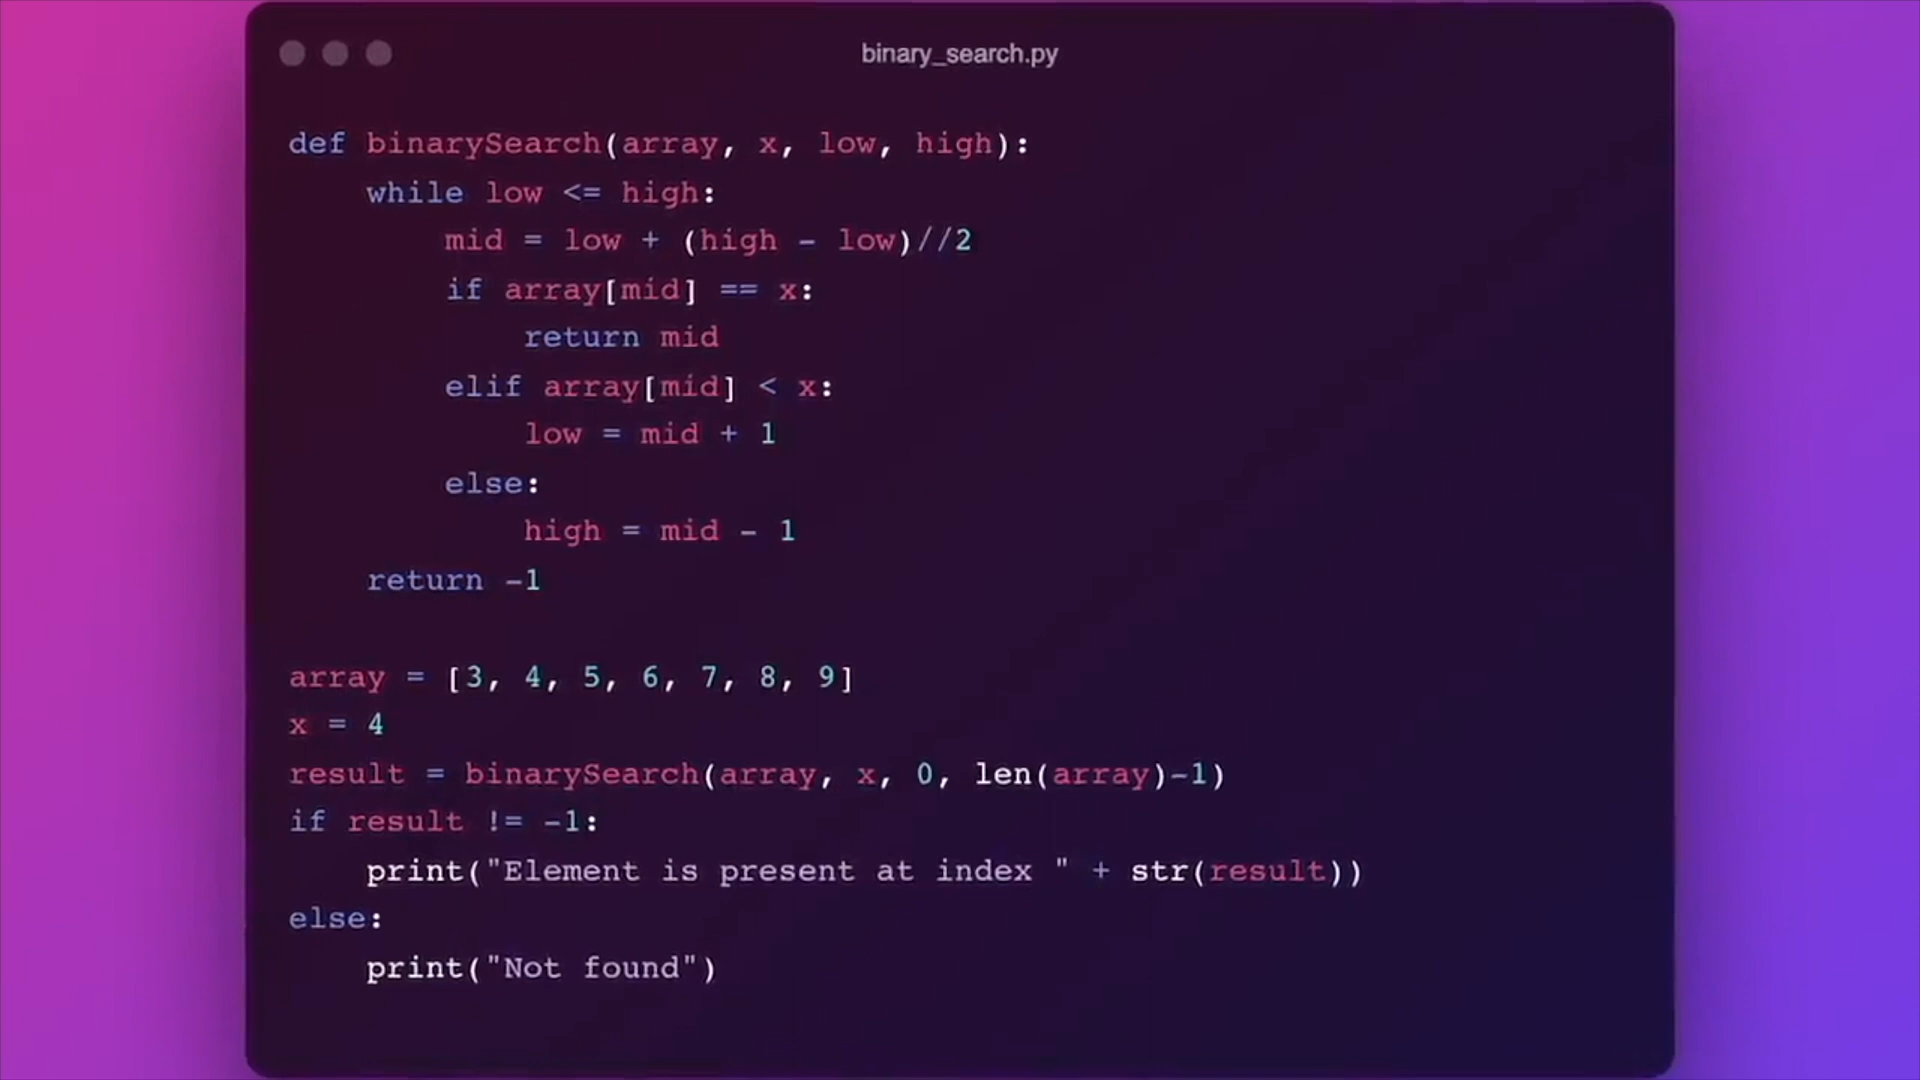 binary_search.py
def binarySearch(array, x, low, high):
    while low <= high:
        mid = low + (high - low)//2
        if array[mid] == x:
            return mid
        elif array[mid] < x:
            low = mid + 1
        else:
            high = mid - 1
    return -1
array = [3, 4, 5, 6, 7, 8, 9]
x = 4
result = binarySearch(array, x, 0, len(array)-1)
if result != -1:
    print("Element is present at index " + str(result))
else:
    print("Not found")